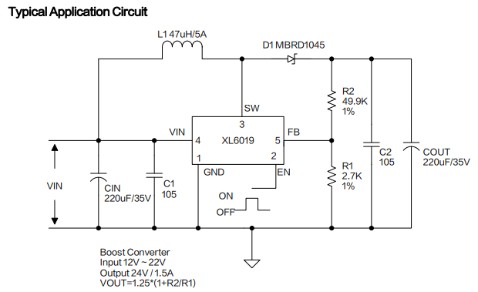 Typical Application Circuit
L1 47uH/5A
D1 MBRD1045
SW
3
R2
49.9K
1%
VIN
4
XL6019
5
FB
1
2
GND
EN
C2
105
COUT
220uF/35V
R1
2.7K
1%
VIN
CIN
220uF/35V
C1
105
ON
OFF
Boost Converter
Input 12V ~ 22V
Output 24V / 1.5A
VOUT=1.25*(1+R2/R1)